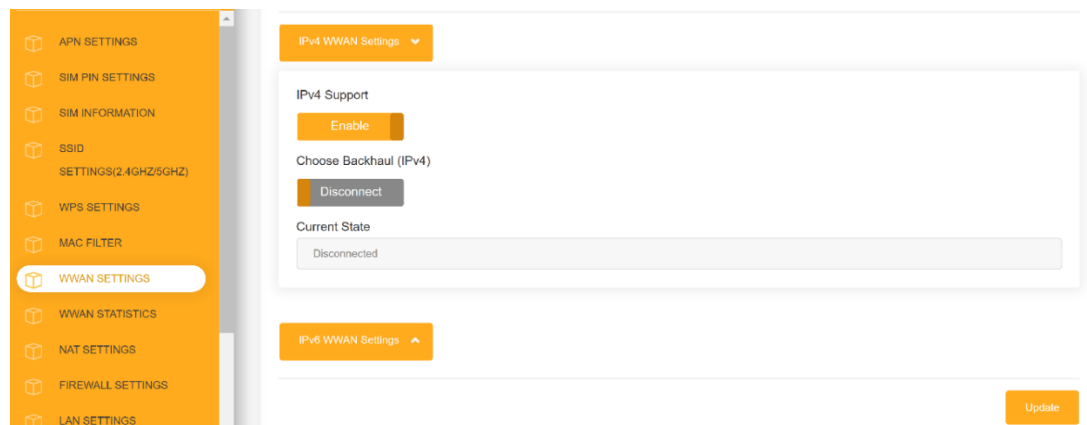 APN SETTINGS
SIM PIN SETTINGS
SIM INFORMATION
SSID
SETTINGS(2.4GHZ/5GHZ)
WPS SETTINGS
MAC FILTER
WWAN SETTINGS
WWAN STATISTICS
NAT SETTINGS
FIREWALL SETTINGS
LAN SETTINGS
IPv4 WWAN Settings
IPv4 Support
Enable
Choose Backhaul (IPv4)
Disconnect
Current State
Disconnected
IPv6 WWAN Settings
Update